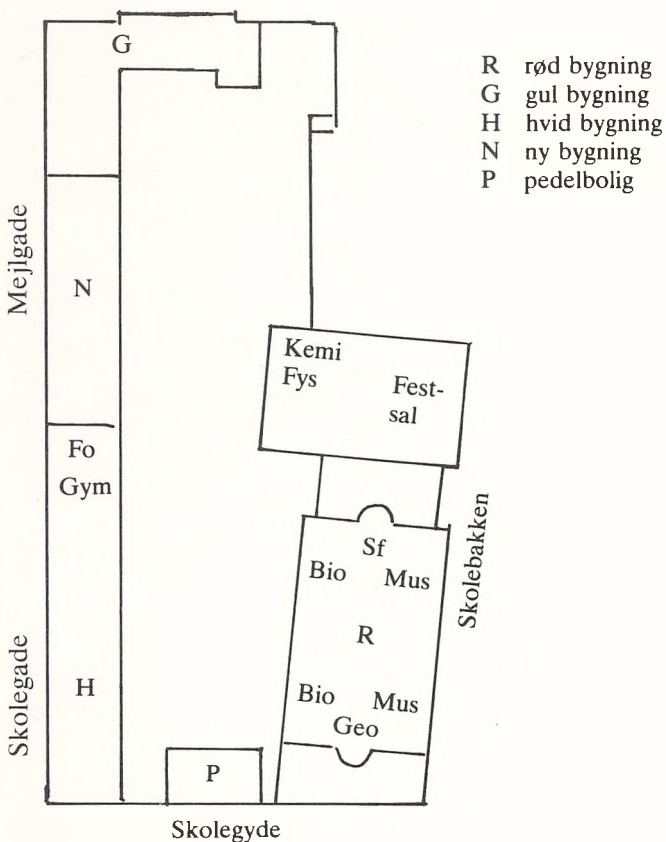 G
R rød bygning
G gul bygning
H hvid bygning
N ny bygning
P pedelbolig
Mejlgade
N
Kemi
Fys
Fest-
sal
Fo
Gym
Skolebakken
Sf
Bio Mus
R
Skolegade
H
Bio Mus
Geo
P
Skolegyde